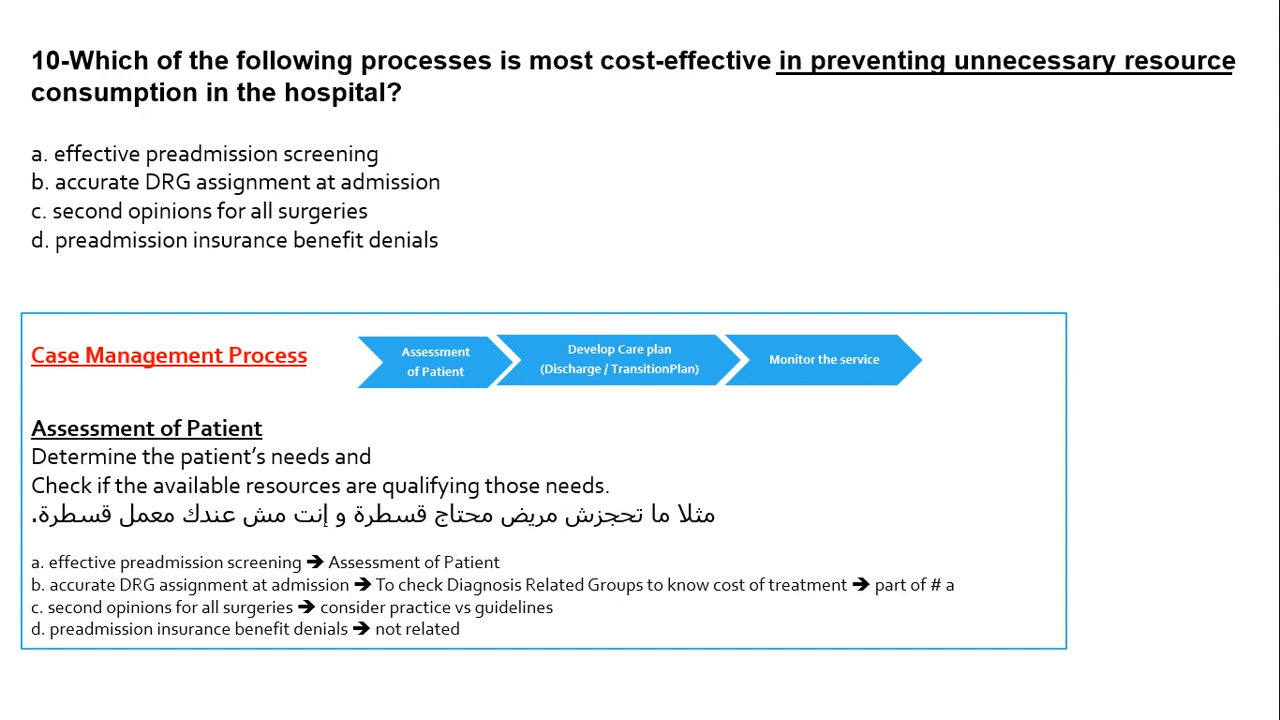 10-Which of the following processes is most cost-effective in preventing unnecessary resource
consumption in the hospital?
a. effective preadmission screening
b. accurate DRG assignment at admission
c. second opinions for all surgeries
d. preadmission insurance benefit denials
Case Management Process
Assessment
of Patient
Develop Care plan
(Discharge / TransitionPlan)
Monitor the service
Assessment of Patient
Determine the patient’s needs and
Check if the available resources are qualifying those needs.
مثلا ما تحجزش مريض محتاج قسطرة و إنت مش عندك معمل قسطرة.
a. effective preadmission screening 🡺 Assessment of Patient
b. accurate DRG assignment at admission 🡺 To check Diagnosis Related Groups to know cost of treatment 🡺 part of # a
c. second opinions for all surgeries 🡺 consider practice vs guidelines
d. preadmission insurance benefit denials 🡺 not related